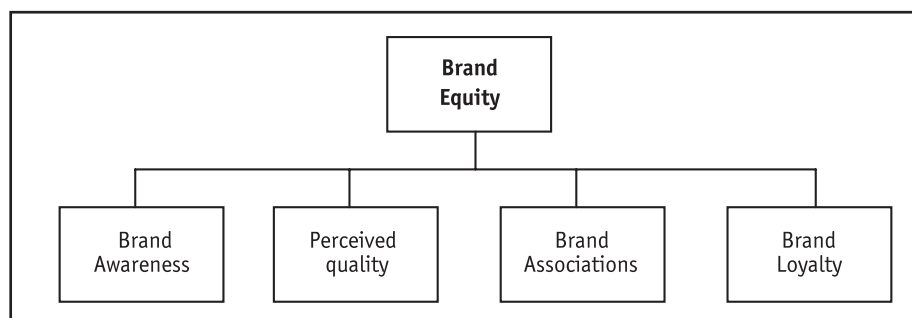 Brand
Equity
Brand
Awareness
Perceived
quality
Brand
Associations
Brand
Loyalty